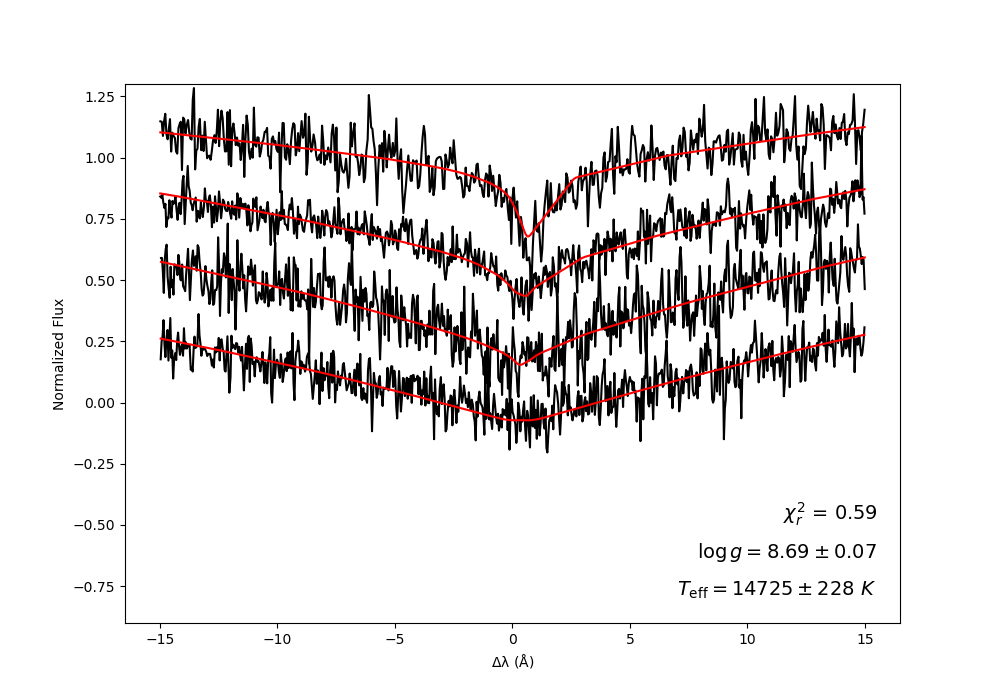 1.25
1.00
0.75
0.50
0.25
0.00
−0.25
−0.50
−0.75
Normalized Flux
χ_r^2 = 0.59
log g = 8.69 ± 0.07
T_eff = 14725 ± 228 K
−15 −10 −5 0 5 10 15
Δλ (Å)